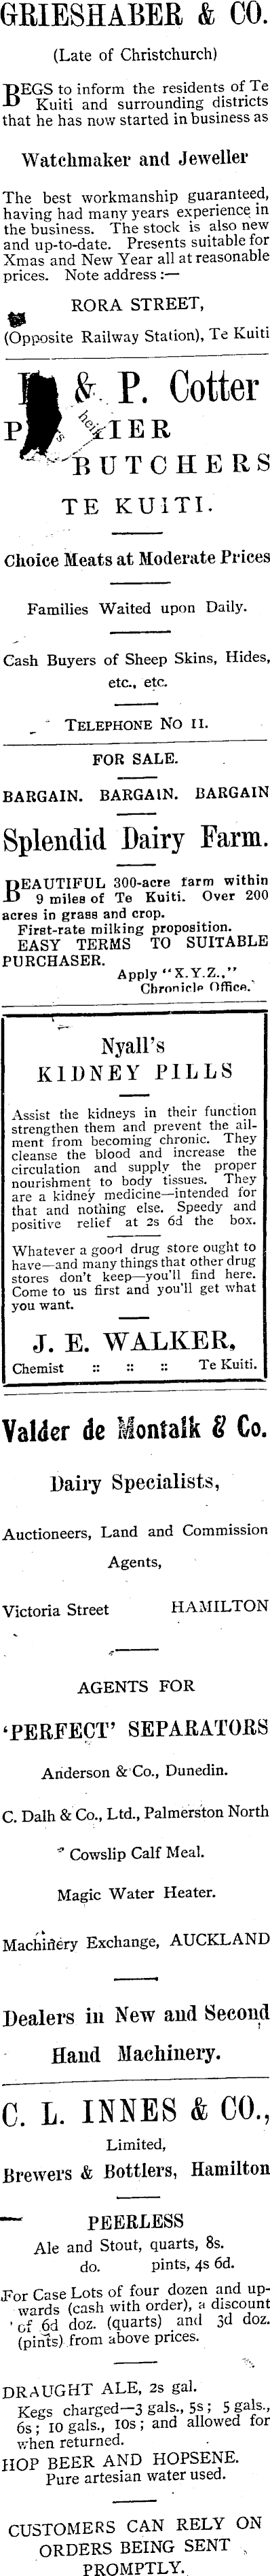 GRIESHABER & CO.
(Late of Christchurch)
BEGS to inform the residents of Te
Kuiti and surrounding districts
that he has now started in business as
Watchmaker and Jeweller
The best workmanship guaranteed,
having had many years experience in
the business. The stock is also new
and up-to-date. Presents suitable for
Xmas and New Year all at reasonable
prices. Note address :—
RORA STREET,
(Opposite Railway Station), Te Kuiti
& P. Cotter
BUTCHERS
TE KUITI.
Choice Meats at Moderate Prices
Families Waited upon Daily.
Cash Buyers of Sheep Skins, Hides,
etc., etc.
TELEPHONE NO 11.
FOR SALE.
BARGAIN. BARGAIN. BARGAIN
Splendid Dairy Farm.
BEAUTIFUL 300-acre farm within
9 miles of Te Kuiti. Over 200
acres in grass and crop.
First-rate milking proposition.
EASY TERMS TO SUITABLE
PURCHASER.
Apply "X.Y.Z.,"
Chronicle Office.
Nyall's
KIDNEY PILLS
Assist the kidneys in their function
strengthen them and prevent the ail-
ment from becoming chronic. They
cleanse the blood and increase the
circulation and supply the proper
nourishment to body tissues. They
are a kidney medicine—intended for
that and nothing else. Speedy and
positive relief at 2s 6d the box.
Whatever a good drug store ought to
have—and many things that other drug
stores don't keep—you'll find here.
Come to us first and you'll get what
you want.
J. E. WALKER,
Chemist :: :: :: Te Kuiti.
Valder de Montalk & Co.
Dairy Specialists,
Auctioneers, Land and Commission
Agents,
Victoria Street HAMILTON
AGENTS FOR
'PERFECT' SEPARATORS
Anderson & Co., Dunedin.
C. Dalh & Co., Ltd., Palmerston North
Cowslip Calf Meal.
Magic Water Heater.
Machinery Exchange, AUCKLAND
Dealers in New and Second
Hand Machinery.
C. L. INNES & CO.,
Limited,
Brewers & Bottlers, Hamilton
PEERLESS
Ale and Stout, quarts, 8s.
do. pints, 4s 6d.
For Case Lots of four dozen and up-
wards (cash with order), a discount
of 6d doz. (quarts) and 3d doz.
(pints) from above prices.
DRAUGHT ALE, 2s gal.
Kegs charged—3 gals., 5s ; 5 gals.,
6s ; 10 gals., 10s ; and allowed for
when returned.
HOP BEER AND HOPSENE.
Pure artesian water used.
CUSTOMERS CAN RELY ON
ORDERS BEING SENT
PROMPTLY.